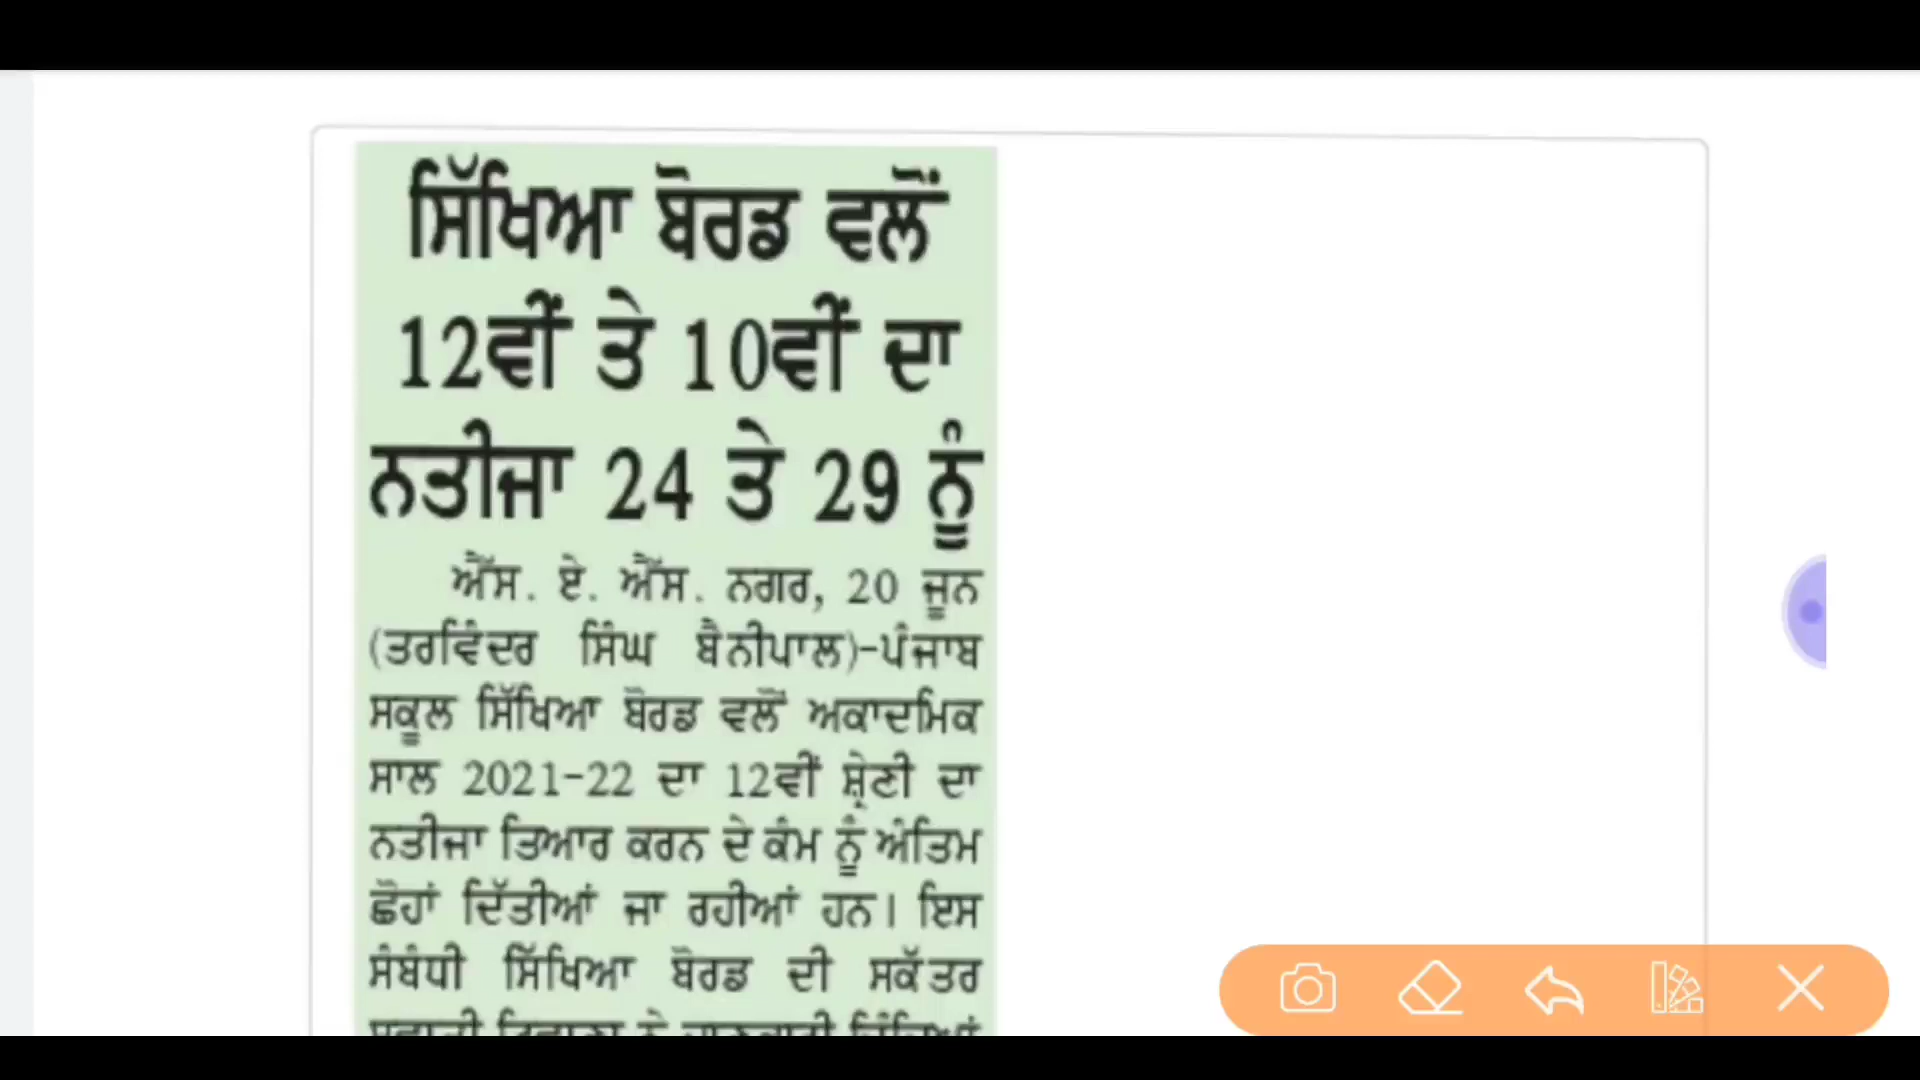 ਸਿੱਖਿਆ ਬੋਰਡ ਵਲੋਂ
12ਵੀਂ ਤੇ 10ਵੀਂ ਦਾ
ਨਤੀਜਾ 24 ਤੇ 29 ਨੂੰ
ਐੱਸ. ਏ. ਐੱਸ. ਨਗਰ, 20 ਜੂਨ
(ਤਰਵਿੰਦਰ ਸਿੰਘ ਬੈਨੀਪਾਲ)-ਪੰਜਾਬ
ਸਕੂਲ ਸਿੱਖਿਆ ਬੋਰਡ ਵਲੋਂ ਅਕਾਦਮਿਕ
ਸਾਲ 2021-22 ਦਾ 12ਵੀਂ ਸ਼੍ਰੇਣੀ ਦਾ
ਨਤੀਜਾ ਤਿਆਰ ਕਰਨ ਦੇ ਕੰਮ ਨੂੰ ਅੰਤਿਮ
ਛੋਹਾਂ ਦਿੱਤੀਆਂ ਜਾ ਰਹੀਆਂ ਹਨ। ਇਸ
ਸੰਬੰਧੀ ਸਿੱਖਿਆ ਬੋਰਡ ਦੀ ਸਕੱਤਰ